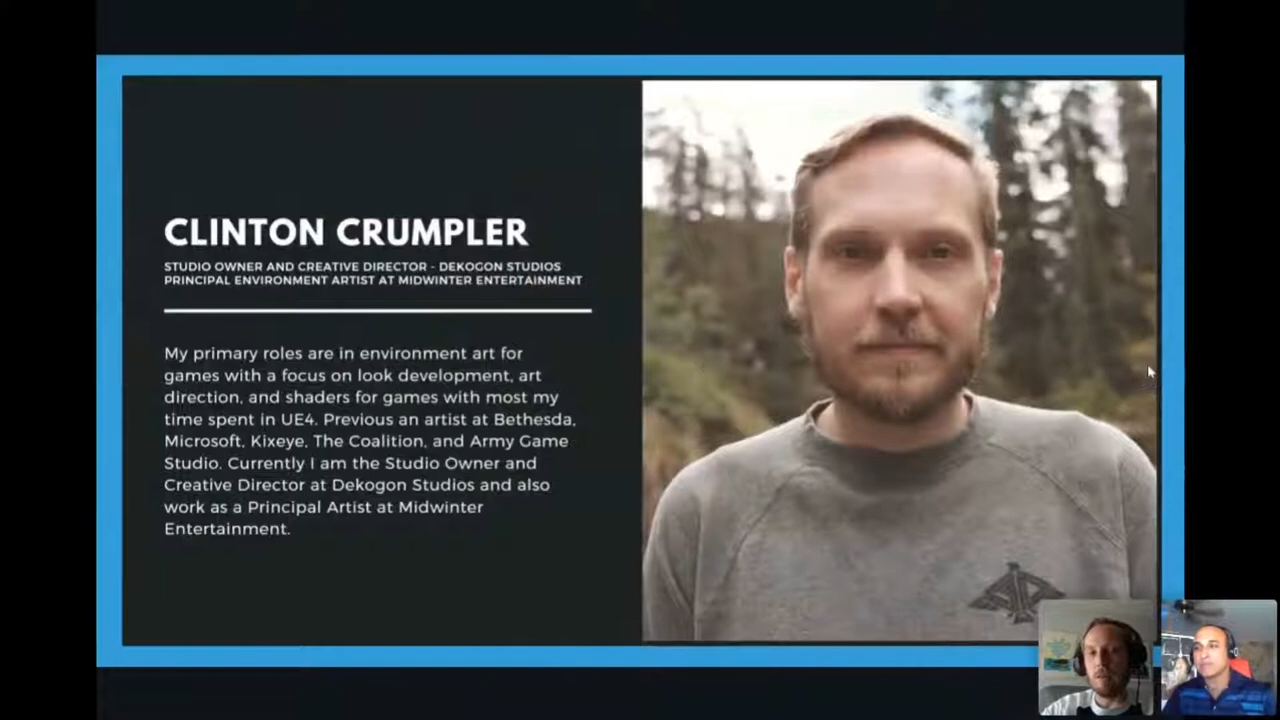 CLINTON CRUMPLER
STUDIO OWNER AND CREATIVE DIRECTOR - DEKOGON STUDIOS
PRINCIPAL ENVIRONMENT ARTIST AT MIDWINTER ENTERTAINMENT
My primary roles are in environment art for
games with a focus on look development, art
direction, and shaders for games with most my
time spent in UE4. Previous an artist at Bethesda,
Microsoft, Kixeye, The Coalition, and Army Game
Studio. Currently I am the Studio Owner and
Creative Director at Dekogon Studios and also
work as a Principal Artist at Midwinter
Entertainment.